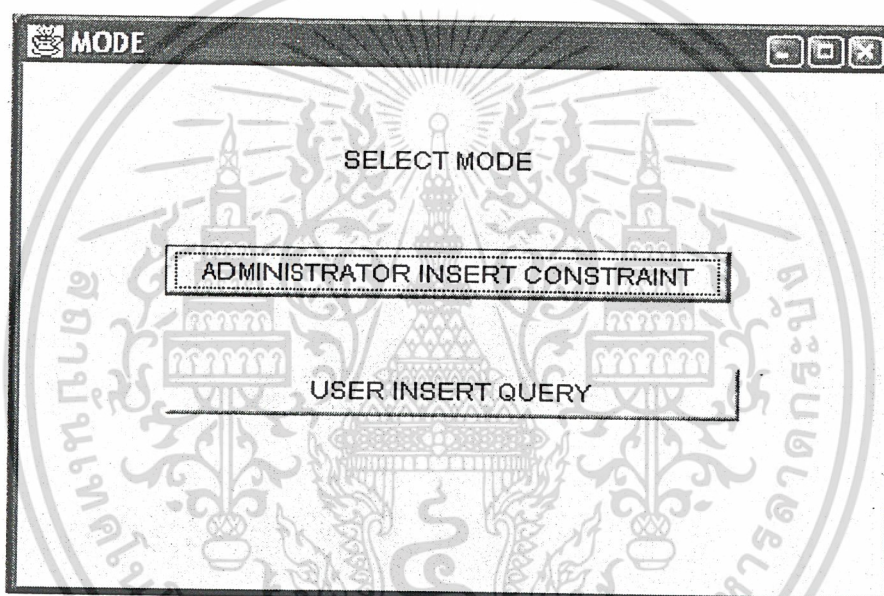 MODE
SELECT MODE
ADMINISTRATOR INSERT CONSTRAINT
USER INSERT QUERY